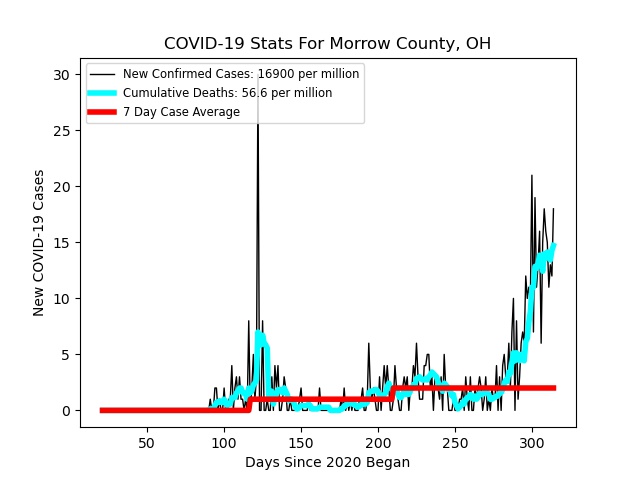 COVID-19 Stats For Morrow County, OH
New Confirmed Cases: 16900 per million
Cumulative Deaths: 56.6 per million
7 Day Case Average
New COVID-19 Cases
30
25
20
15
10
5
0
50
100
150
200
250
300
Days Since 2020 Began